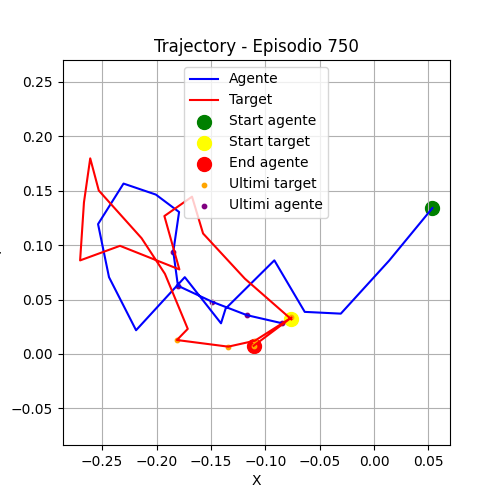 Trajectory - Episodio 750
Agente
Target
Start agente
Start target
End agente
Ultimi target
Ultimi agente
0.25
0.20
0.15
0.10
0.05
0.00
−0.05
−0.25 −0.20 −0.15 −0.10 −0.05 0.00 0.05
X